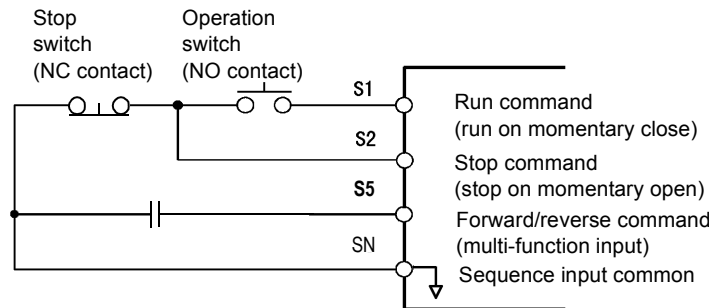 Stop
switch
(NC contact)
Operation
switch
(NO contact)
S1
Run command
(run on momentary close)
S2
Stop command
(stop on momentary open)
S5
Forward/reverse command
(multi-function input)
SN
Sequence input common